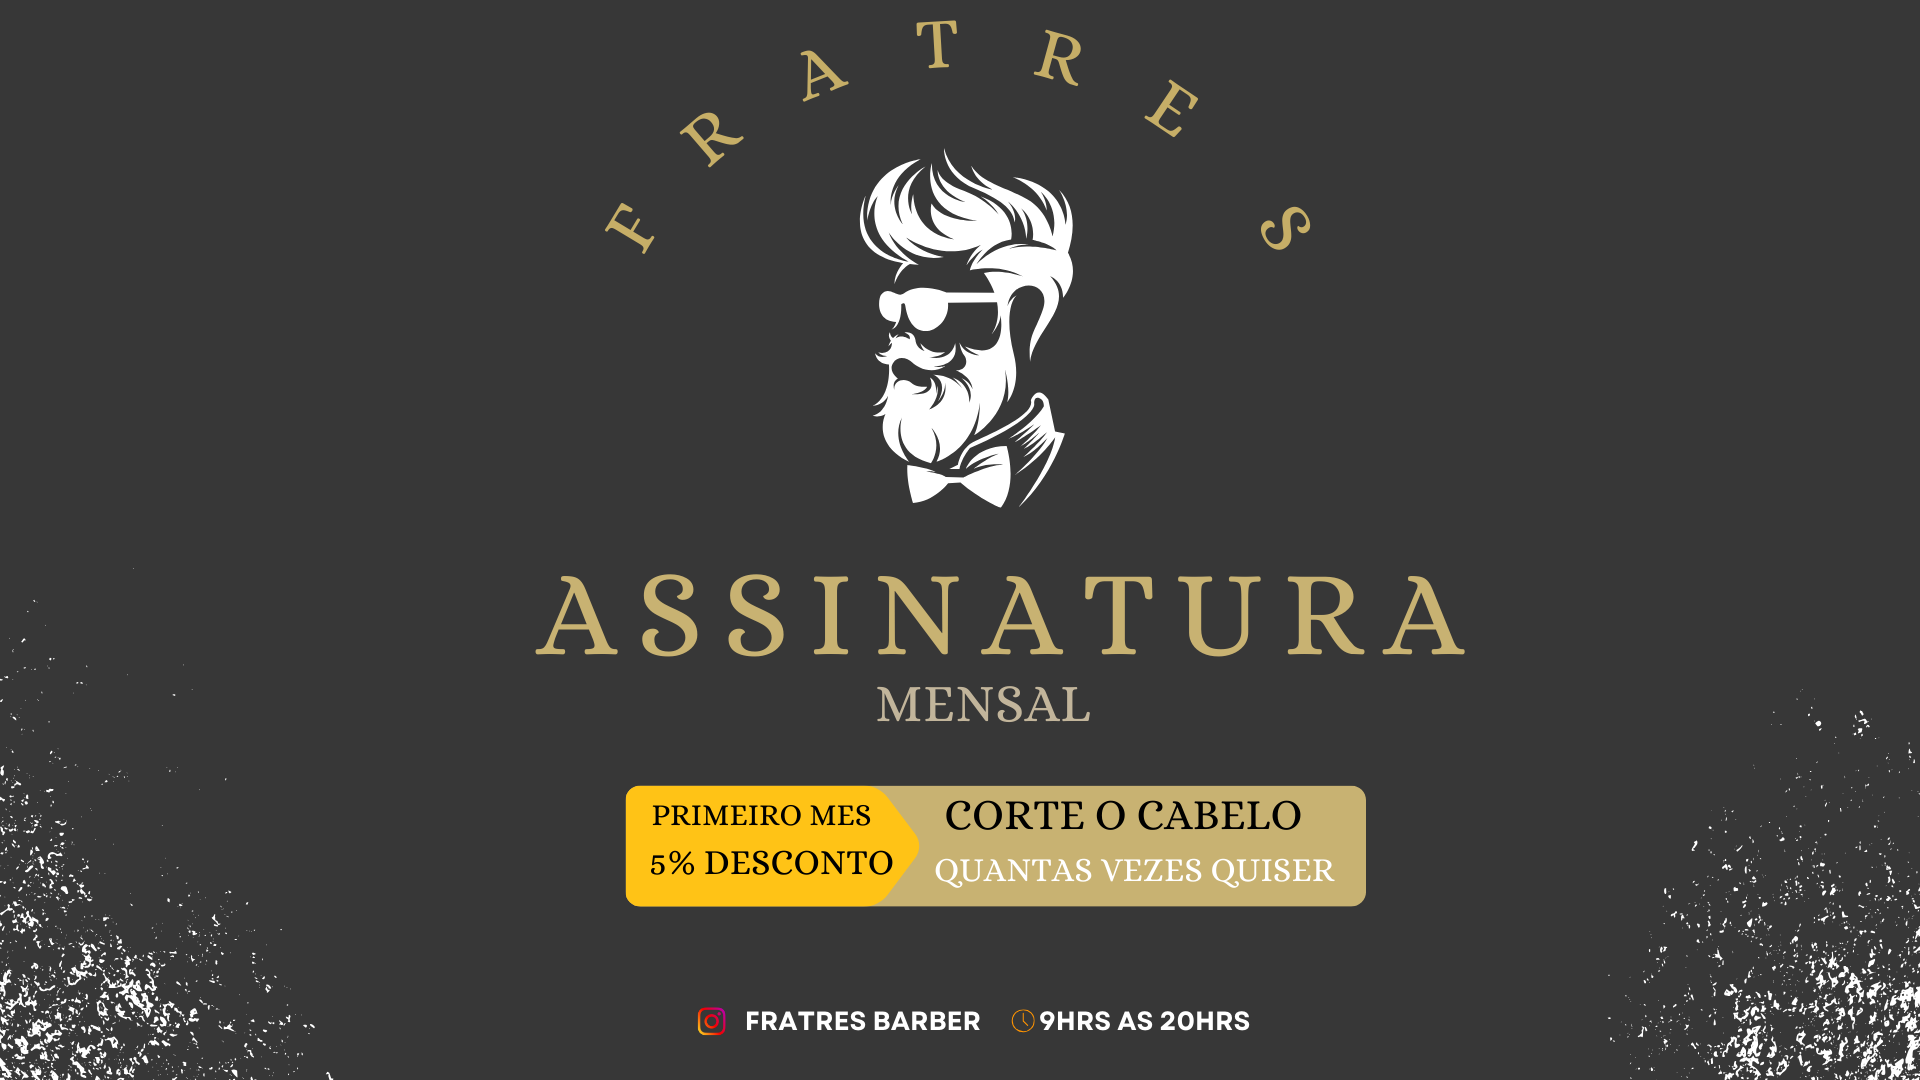 FRATRES
ASSINATURA
MENSAL
PRIMEIRO MES
5% DESCONTO
CORTE O CABELO
QUANTAS VEZES QUISER
FRATRES BARBER
9HRS AS 20HRS